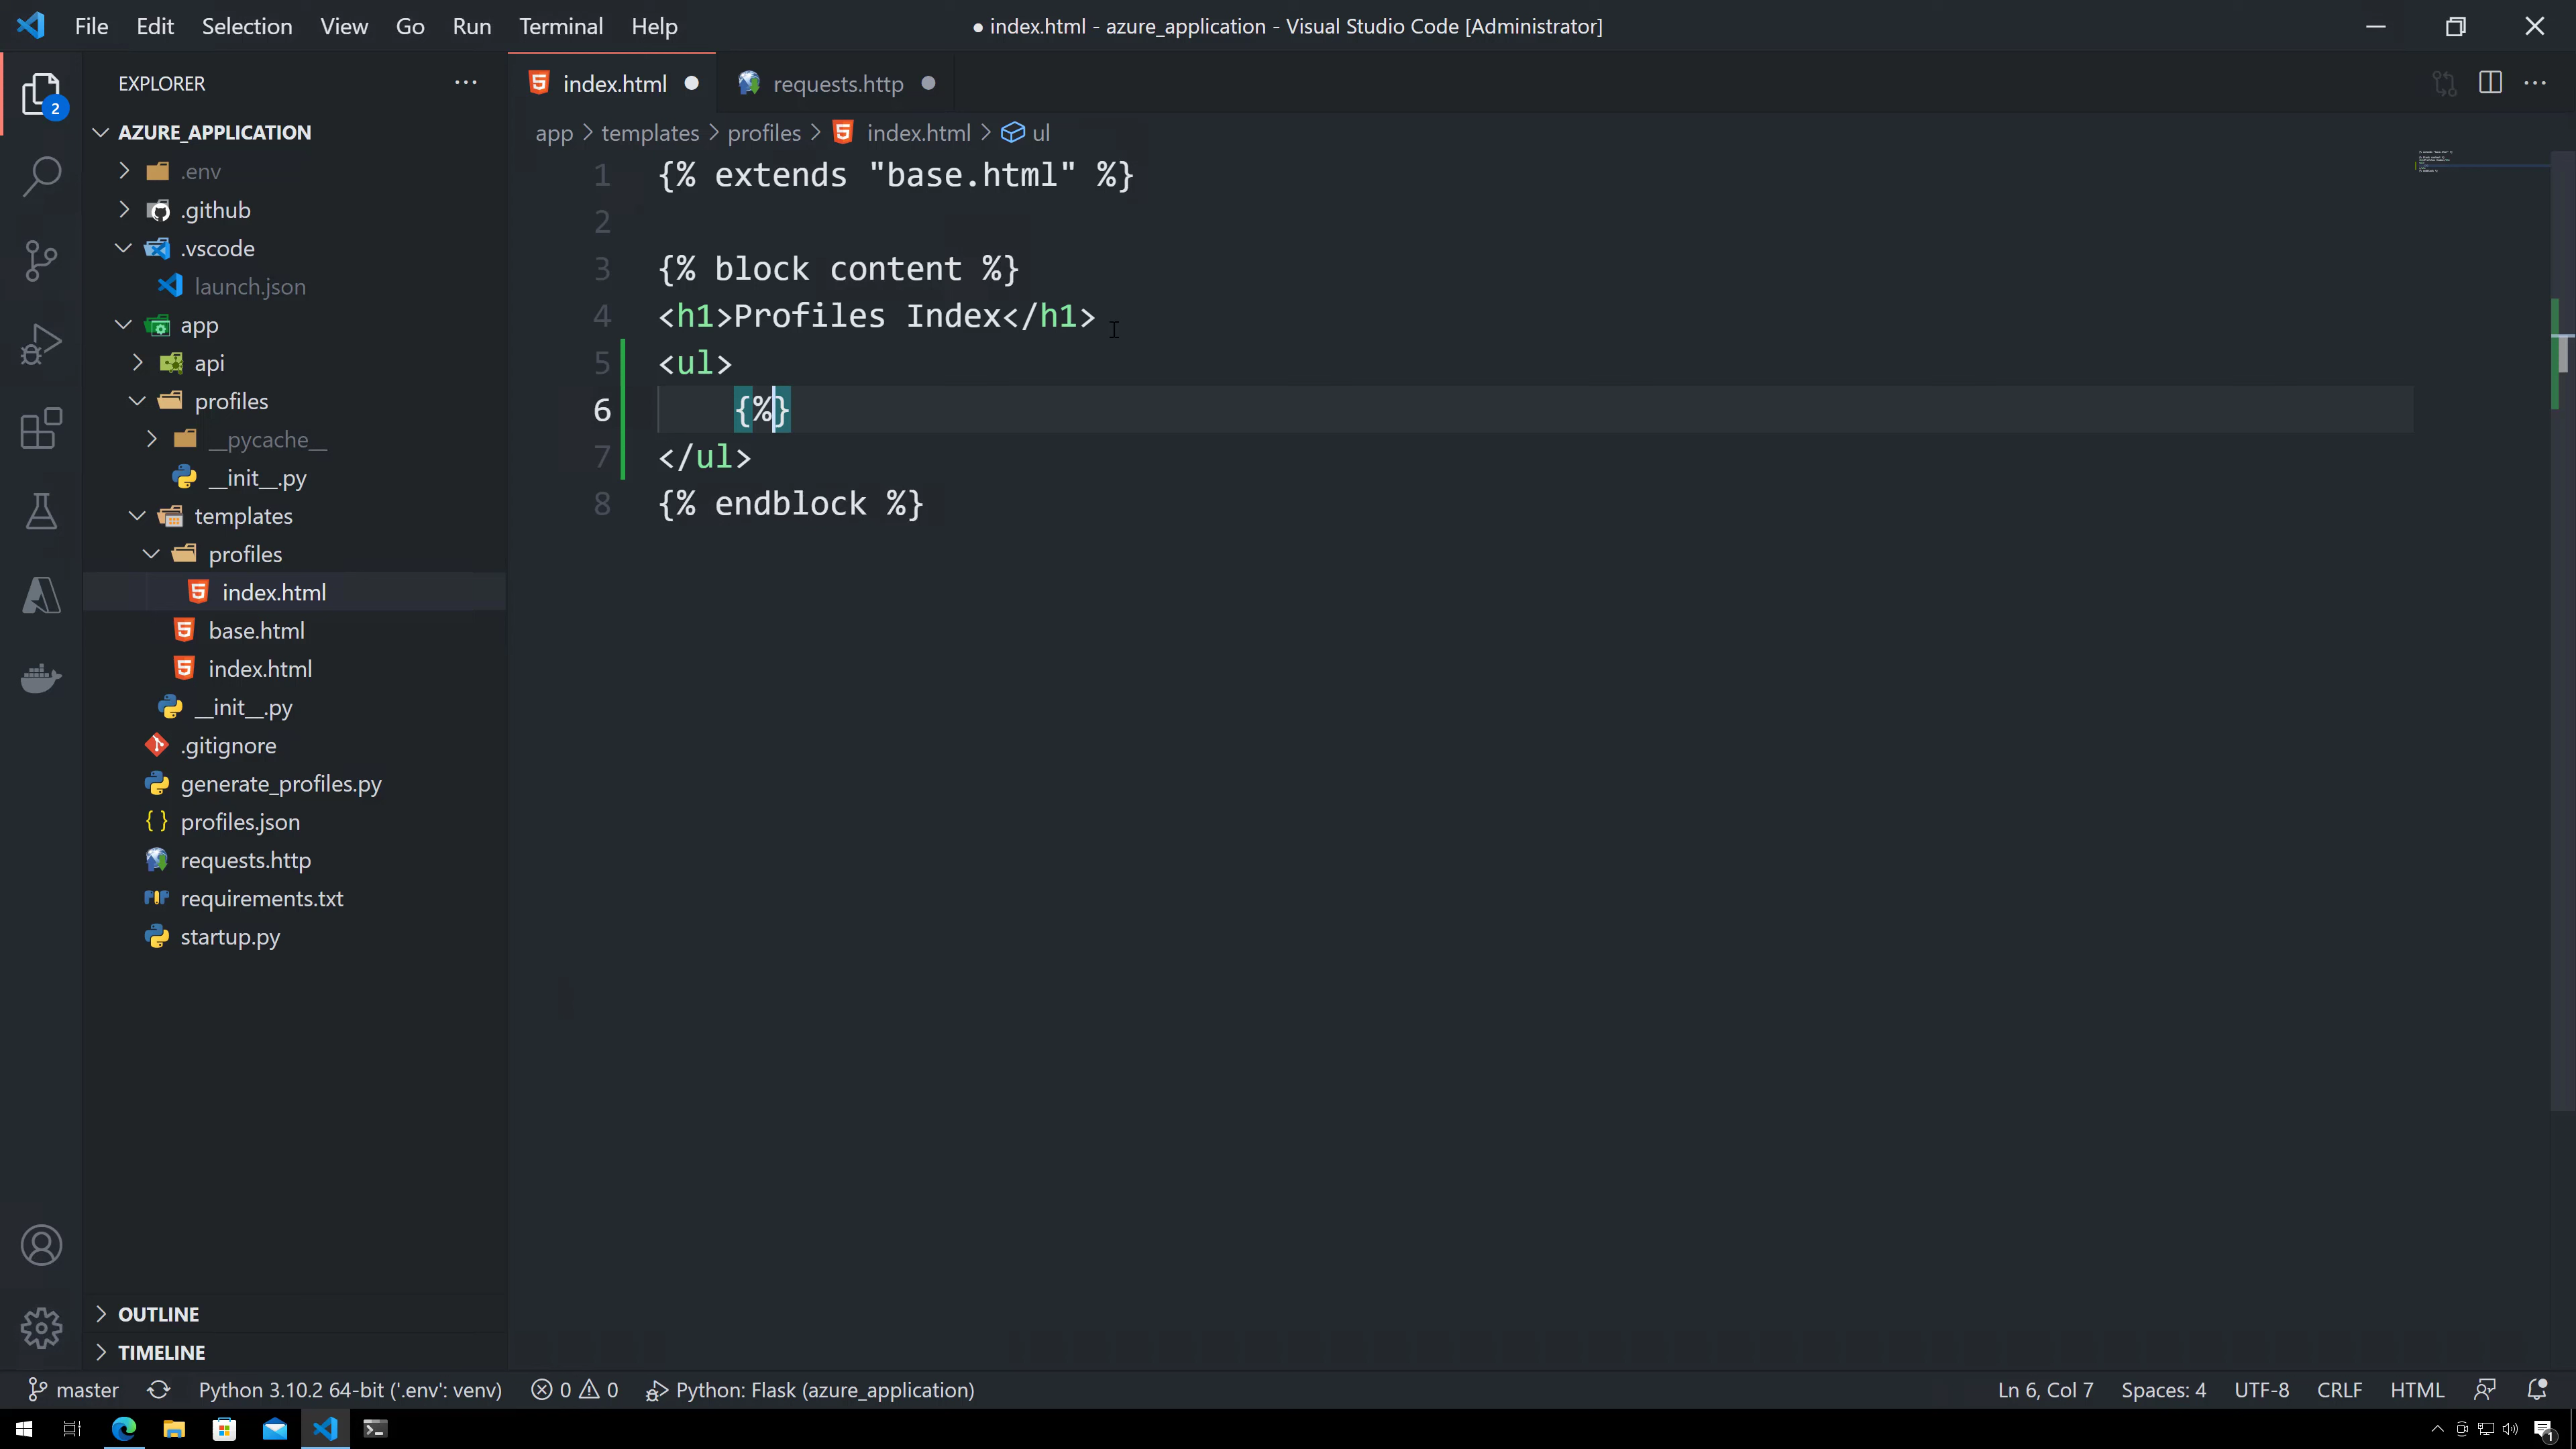 File Edit Selection View Go Run Terminal Help
● index.html - azure_application - Visual Studio Code [Administrator]
EXPLORER
index.html
requests.http
2
AZURE_APPLICATION
app > templates > profiles > index.html > ul
.env
.github
.vscode
launch.json
app
api
profiles
__pycache__
__init__.py
templates
profiles
index.html
base.html
index.html
__init__.py
.gitignore
generate_profiles.py
profiles.json
requests.http
requirements.txt
startup.py
OUTLINE
TIMELINE
1 {% extends "base.html" %}
2
3 {% block content %}
4 <h1>Profiles Index</h1>
5 <ul>
6 {%}
7 </ul>
8 {% endblock %}
master Python 3.10.2 64-bit ('.env': venv) 0 0 Python: Flask (azure_application) Ln 6, Col 7 Spaces: 4 UTF-8 CRLF HTML
1